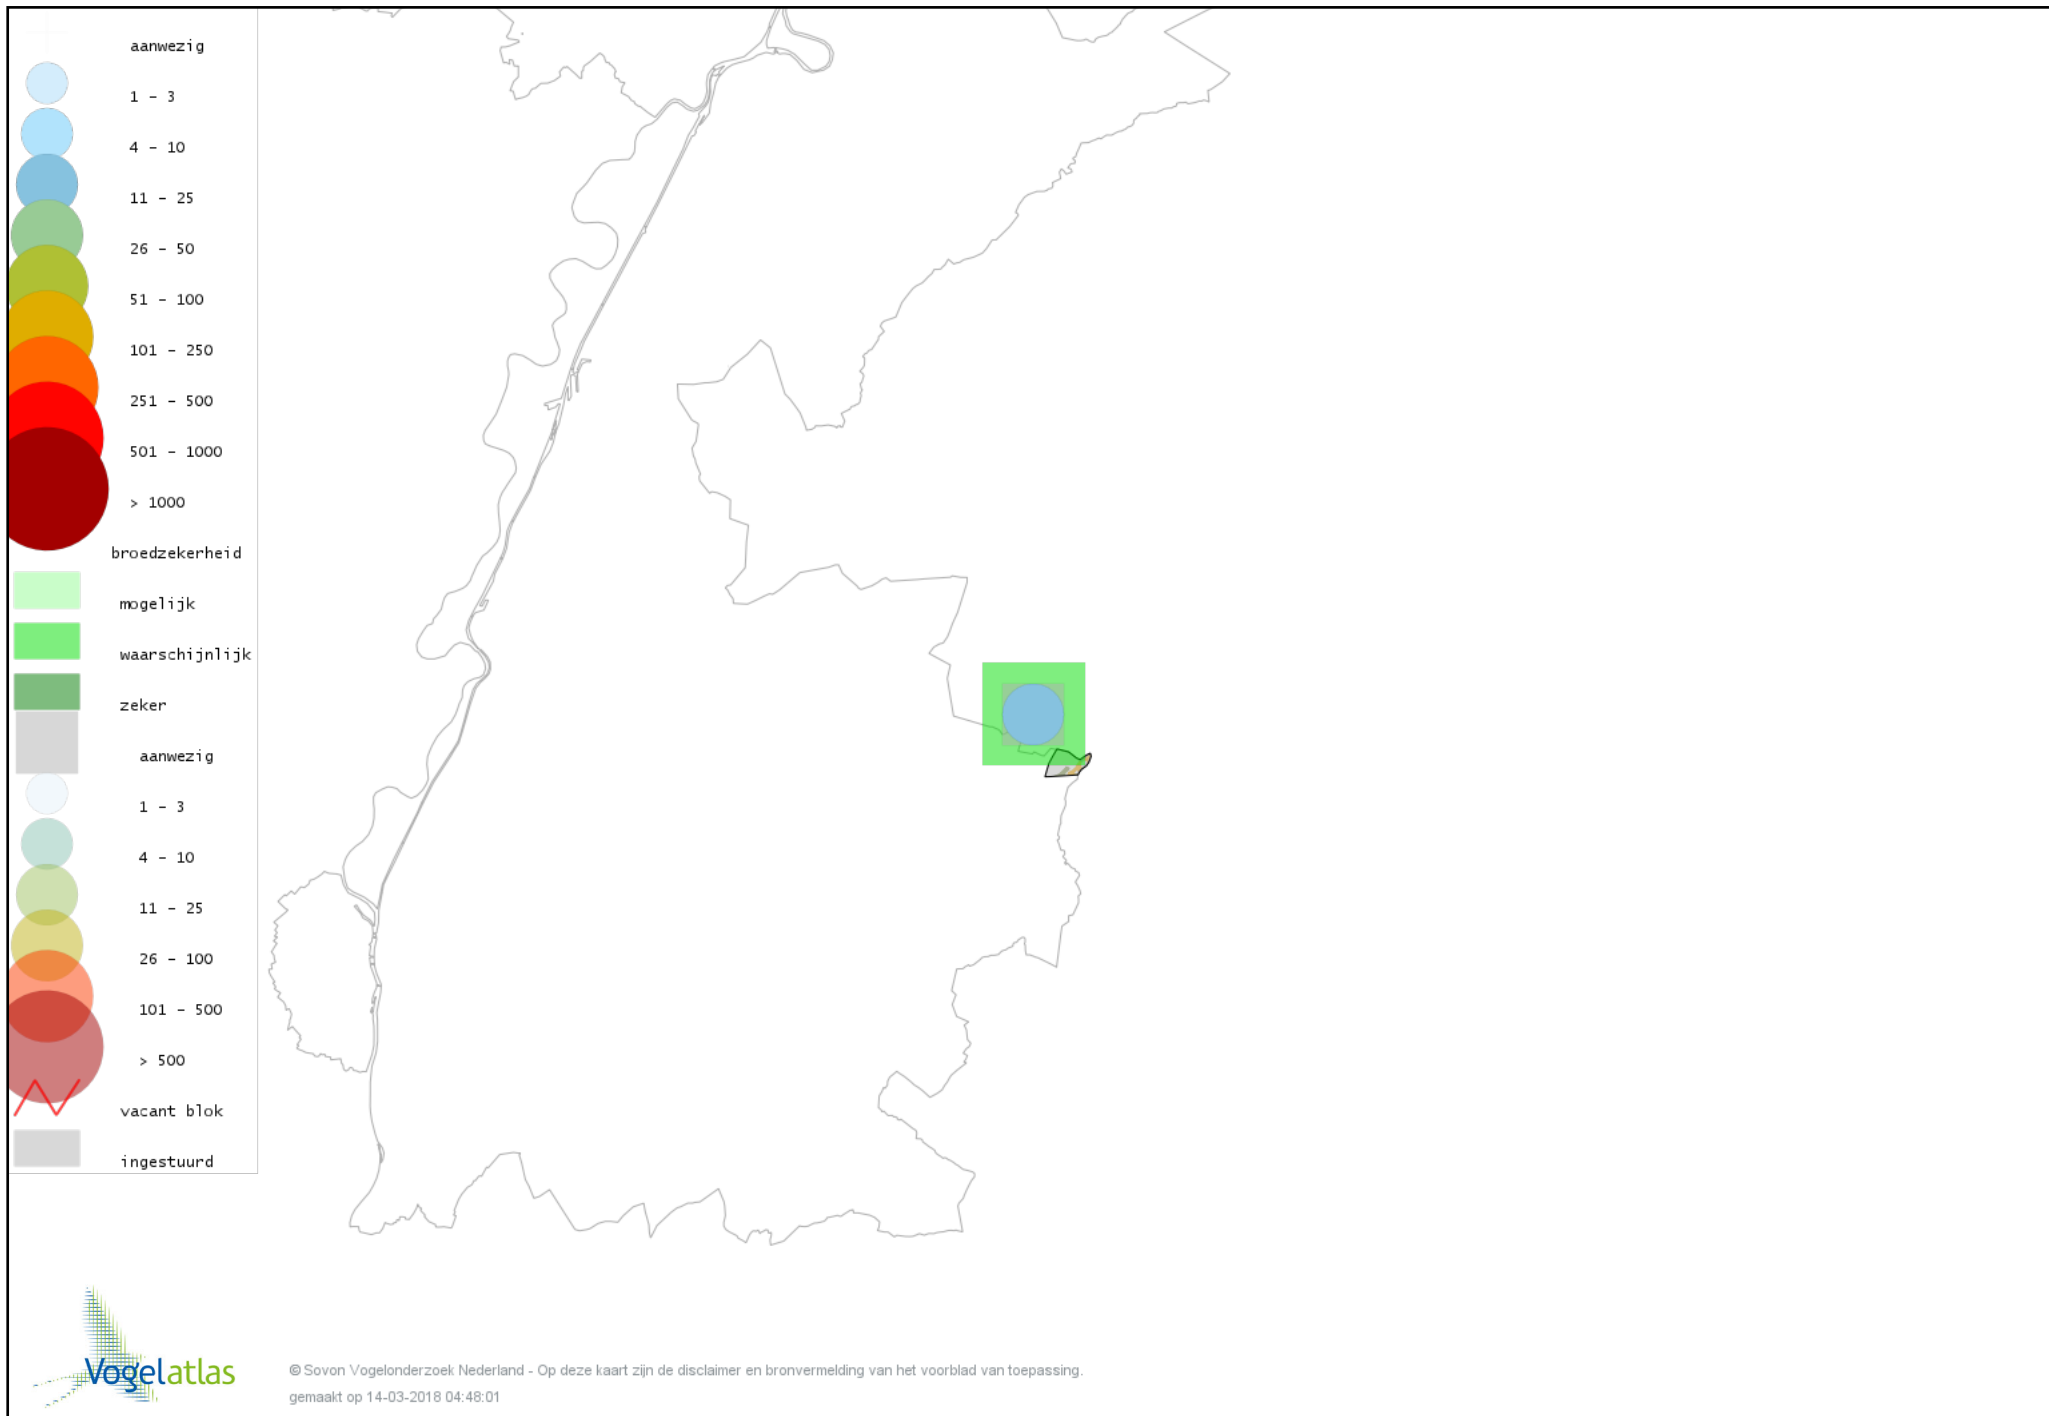 aanwezig
1 - 3
4 - 10
11 - 25
26 - 50
51 - 100
101 - 250
251 - 500
501 - 1000
> 1000
broedzekerheid
mogelijk
waarschijnlijk
zeker
aanwezig
1 - 3
4 - 10
11 - 25
26 - 100
101 - 500
> 500
vacant blok
ingestuurd
Vogelatlas
© Sovon Vogelonderzoek Nederland - Op deze kaart zijn de disclaimer en bronvermelding van het voorblad van toepassing.
gemaakt op 14-03-2018 04:48:01